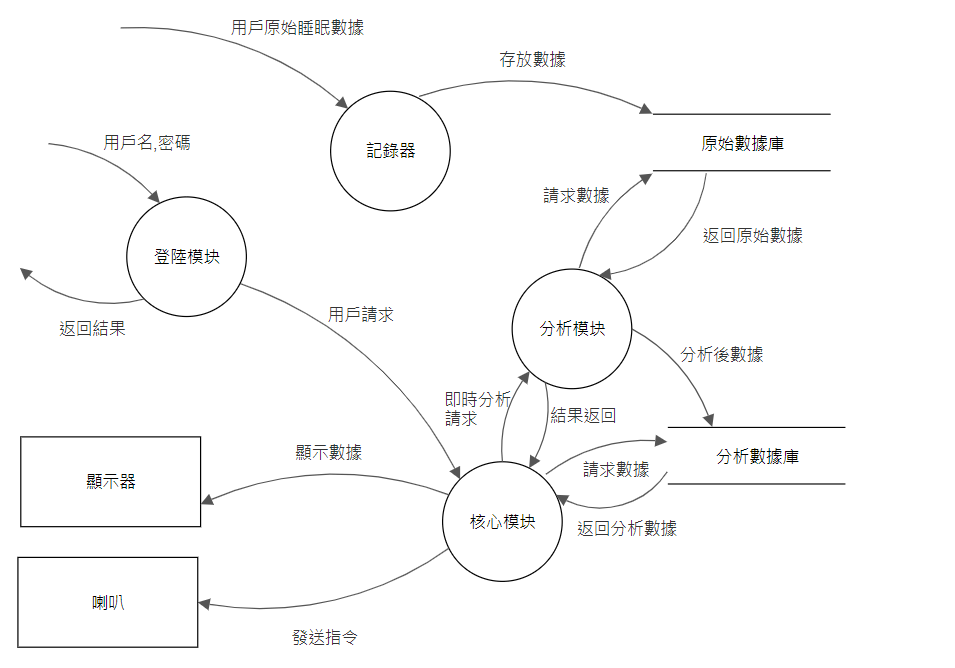 用戶原始睡眠數據
存放數據
用戶名,密碼
記錄器
原始數據庫
請求數據
返回原始數據
登陸模块
返回結果
用戶請求
分析模块
分析後數據
即時分析
請求
結果返回
顯示數據
請求數據
分析數據庫
顯示器
核心模块
返回分析數據
喇叭
發送指令